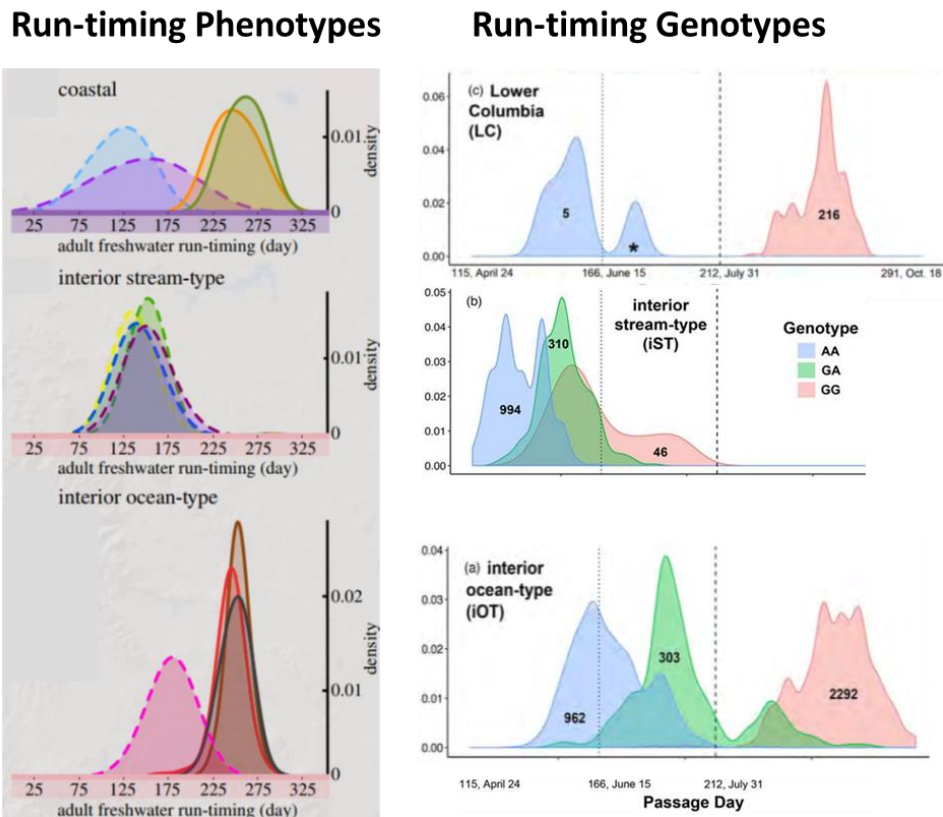 Run-timing Phenotypes
Run-timing Genotypes
coastal
0.01
0
density
25 75 125 175 225 275 325
adult freshwater run-timing (day)
interior stream-type
0.01
0
density
25 75 125 175 225 275 325
adult freshwater run-timing (day)
interior ocean-type
0.02
0.01
0
density
25 75 125 175 225 275 325
adult freshwater run-timing (day)
(c) Lower
Columbia
(LC)
0.06
0.04
0.02
0.00
5
*
216
115, April 24 166, June 15 212, July 31 291, Oct. 18
(b)
interior
stream-type
(iST)
0.05
0.04
0.03
0.02
0.01
0.00
994
310
46
Genotype
AA
GA
GG
(a) interior
ocean-type
(iOT)
0.04
0.03
0.02
0.01
0.00
962
303
2292
115, April 24 166, June 15 212, July 31
Passage Day